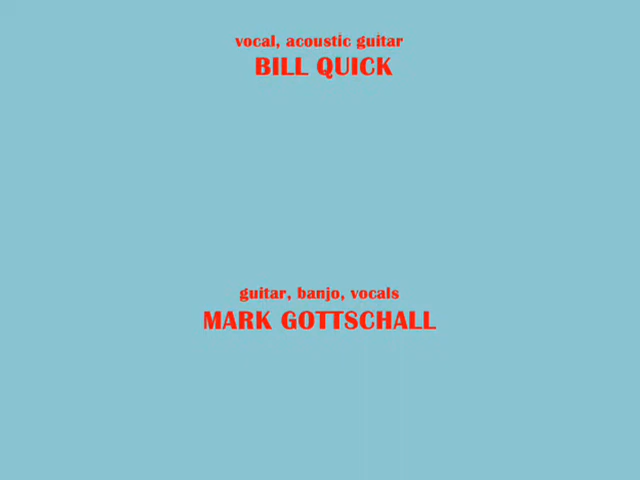 vocal, acoustic guitar
BILL QUICK
guitar, banjo, vocals
MARK GOTTSCHALL